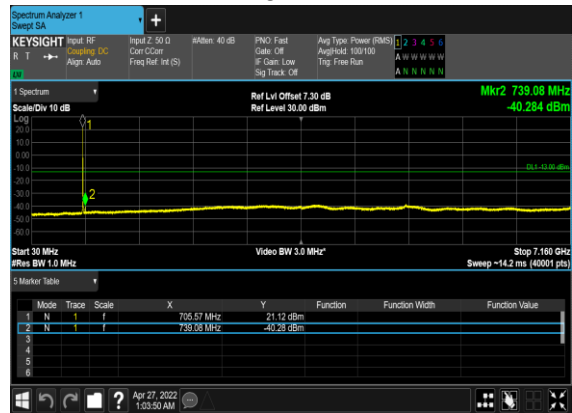 Spectrum Analyzer 1
Swept SA
+
KEYSIGHT Input: RF Input Z: 50 Ω #Atten: 40 dB PNO: Fast Avg Type: Power (RMS) 1 2 3 4 5 6
R T Coupling: DC Corr CCorr Gate: Off Avg|Hold: 100/100 A W W W W W
Align: Auto Freq Ref: Int (S) IF Gain: Low Trig: Free Run
LW Sig Track: Off A N N N N N
1 Spectrum Ref Lvl Offset 7.30 dB Mkr2 739.08 MHz
Scale/Div 10 dB Ref Level 30.00 dBm -40.284 dBm
Log
20.0
10.0
0.00
-10.0
-20.0
-30.0
-40.0
-50.0
-60.0
1
2
DL1 -13.00 dBm
Start 30 MHz Video BW 3.0 MHz* Stop 7.160 GHz
#Res BW 1.0 MHz Sweep ~14.2 ms (40001 pts)
5 Marker Table
Mode Trace Scale X Y Function Function Width Function Value
1 N 1 f 705.57 MHz 21.12 dBm
2 N 1 f 739.08 MHz -40.28 dBm
3
4
5
6
? Apr 27, 2022
1:03:50 AM